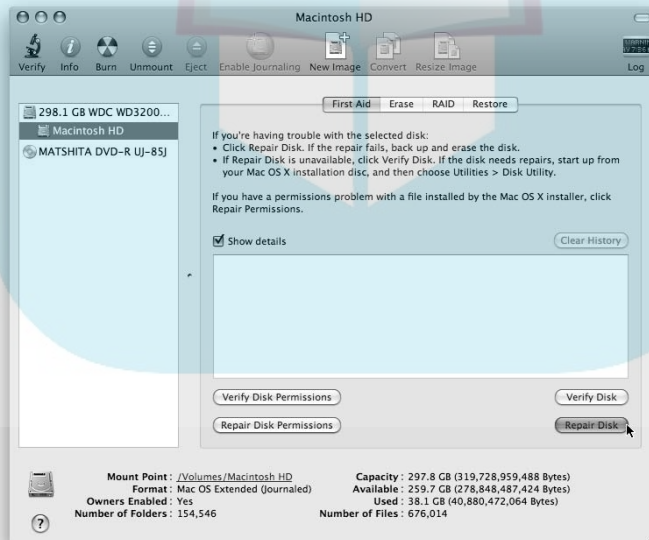 Macintosh HD
Verify Info Burn Unmount Eject Enable Journaling New Image Convert Resize Image Log
298.1 GB WDC WD3200...
Macintosh HD
MATSHITA DVD-R UJ-85J
First Aid Erase RAID Restore
If you're having trouble with the selected disk:
• Click Repair Disk. If the repair fails, back up and erase the disk.
• If Repair Disk is unavailable, click Verify Disk. If the disk needs repairs, start up from
your Mac OS X installation disc, and then choose Utilities > Disk Utility.
If you have a permissions problem with a file installed by the Mac OS X installer, click
Repair Permissions.
Show details Clear History
Verify Disk Permissions Verify Disk
Repair Disk Permissions Repair Disk
Mount Point : /Volumes/Macintosh HD Capacity : 297.8 GB (319,728,959,488 Bytes)
Format : Mac OS Extended (Journaled) Available : 259.7 GB (278,848,487,424 Bytes)
Owners Enabled : Yes Used : 38.1 GB (40,880,472,064 Bytes)
Number of Folders : 154,546 Number of Files : 676,014
?